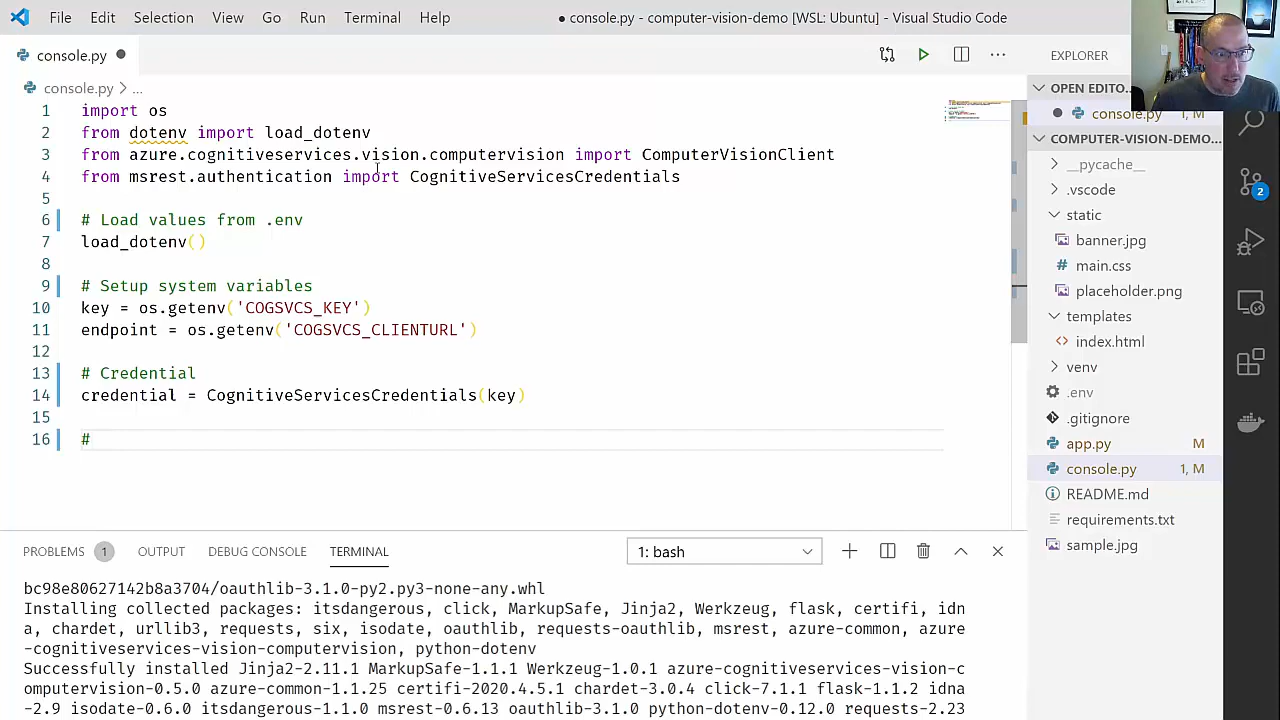 File Edit Selection View Go Run Terminal Help
● console.py - computer-vision-demo [WSL: Ubuntu] - Visual Studio Code
console.py ●
console.py > ...
1 import os
2 from dotenv import load_dotenv
3 from azure.cognitiveservices.vision.computervision import ComputerVisionClient
4 from msrest.authentication import CognitiveServicesCredentials
5
6 # Load values from .env
7 load_dotenv()
8
9 # Setup system variables
10 key = os.getenv('COGSVCS_KEY')
11 endpoint = os.getenv('COGSVCS_CLIENTURL')
12
13 # Credential
14 credential = CognitiveServicesCredentials(key)
15
16 #
EXPLORER
OPEN EDITO...
console.py 1, M
COMPUTER-VISION-DEMO...
__pycache__
.vscode
static
banner.jpg
# main.css
placeholder.png
templates
<> index.html
venv
.env
.gitignore
app.py M
console.py 1, M
README.md
requirements.txt
sample.jpg
2
PROBLEMS 1 OUTPUT DEBUG CONSOLE TERMINAL
1: bash
bc98e80627142b8a3704/oauthlib-3.1.0-py2.py3-none-any.whl
Installing collected packages: itsdangerous, click, MarkupSafe, Jinja2, Werkzeug, flask, certifi, idn
a, chardet, urllib3, requests, six, isodate, oauthlib, requests-oauthlib, msrest, azure-common, azure
-cognitiveservices-vision-computervision, python-dotenv
Successfully installed Jinja2-2.11.1 MarkupSafe-1.1.1 Werkzeug-1.0.1 azure-cognitiveservices-vision-c
omputervision-0.5.0 azure-common-1.1.25 certifi-2020.4.5.1 chardet-3.0.4 click-7.1.1 flask-1.1.2 idna
-2.9 isodate-0.6.0 itsdangerous-1.1.0 msrest-0.6.13 oauthlib-3.1.0 python-dotenv-0.12.0 requests-2.23